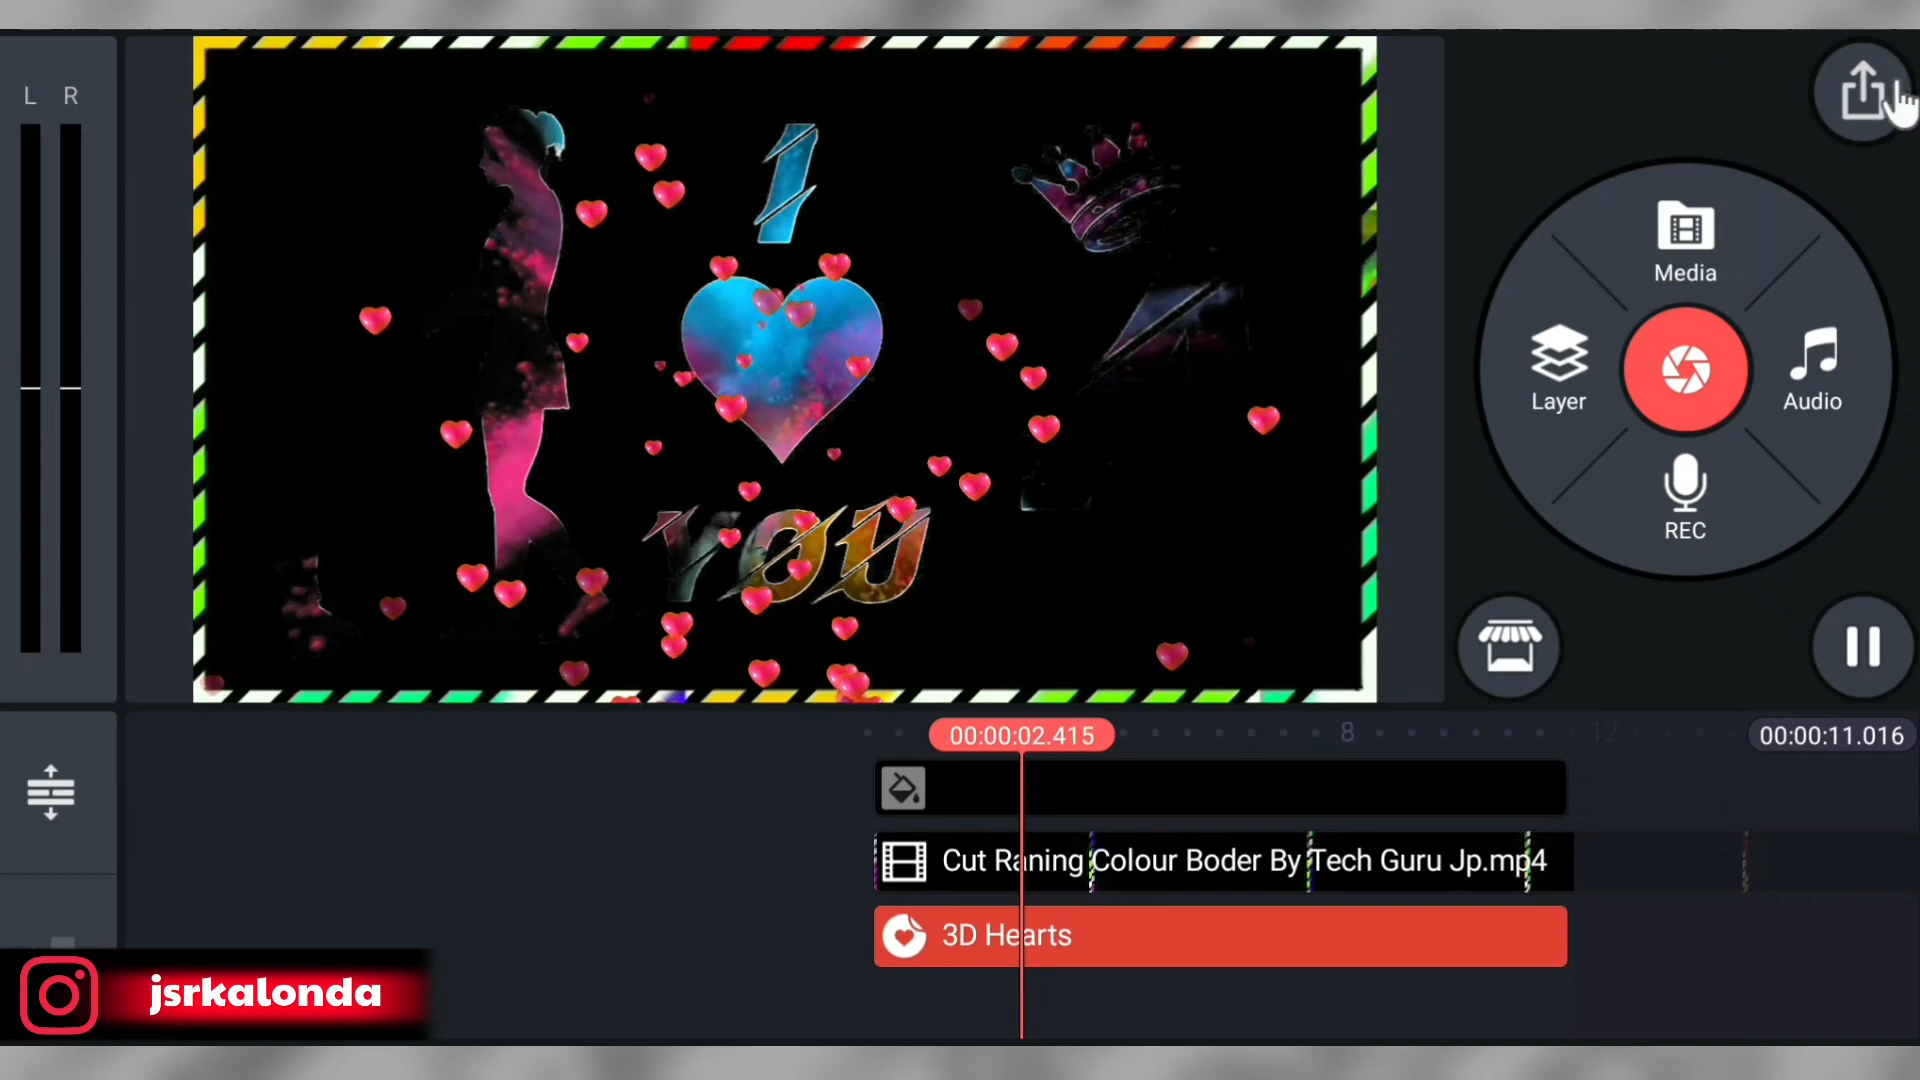 L R
I
YOU
Media
Layer
Audio
REC
00:00:02.415
8
12
00:00:11.016
Cut Raning Colour Boder By Tech Guru Jp.mp4
3D Hearts
jsrkalonda